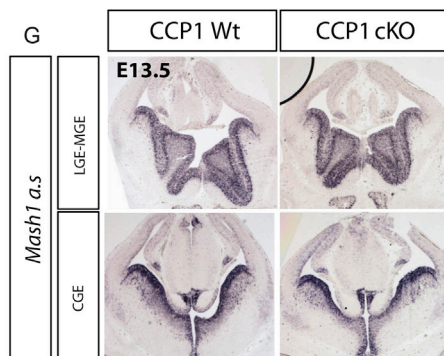 G
CCP1 Wt
CCP1 cKO
Mash1 a.s
LGE-MGE
E13.5
CGE